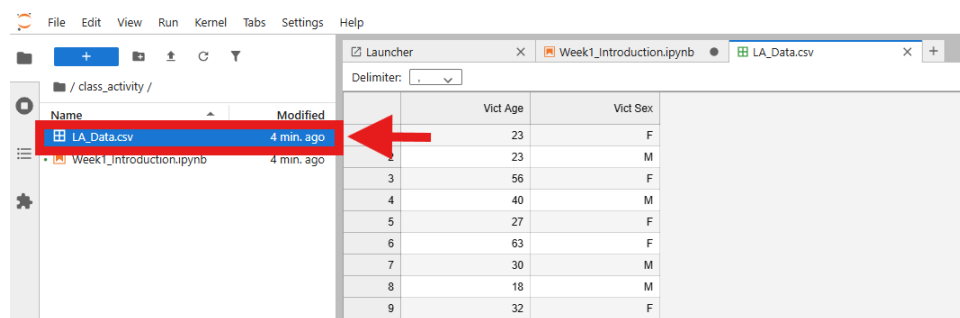 File Edit View Run Kernel Tabs Settings Help
Launcher
Week1_Introduction.ipynb
LA_Data.csv
Delimiter: ,
/ class_activity /
Name Modified
LA_Data.csv 4 min. ago
Week1_Introduction.ipynb 4 min. ago
Vict Age Vict Sex
23 F
2 23 M
3 56 F
4 40 M
5 27 F
6 63 F
7 30 M
8 18 M
9 32 F